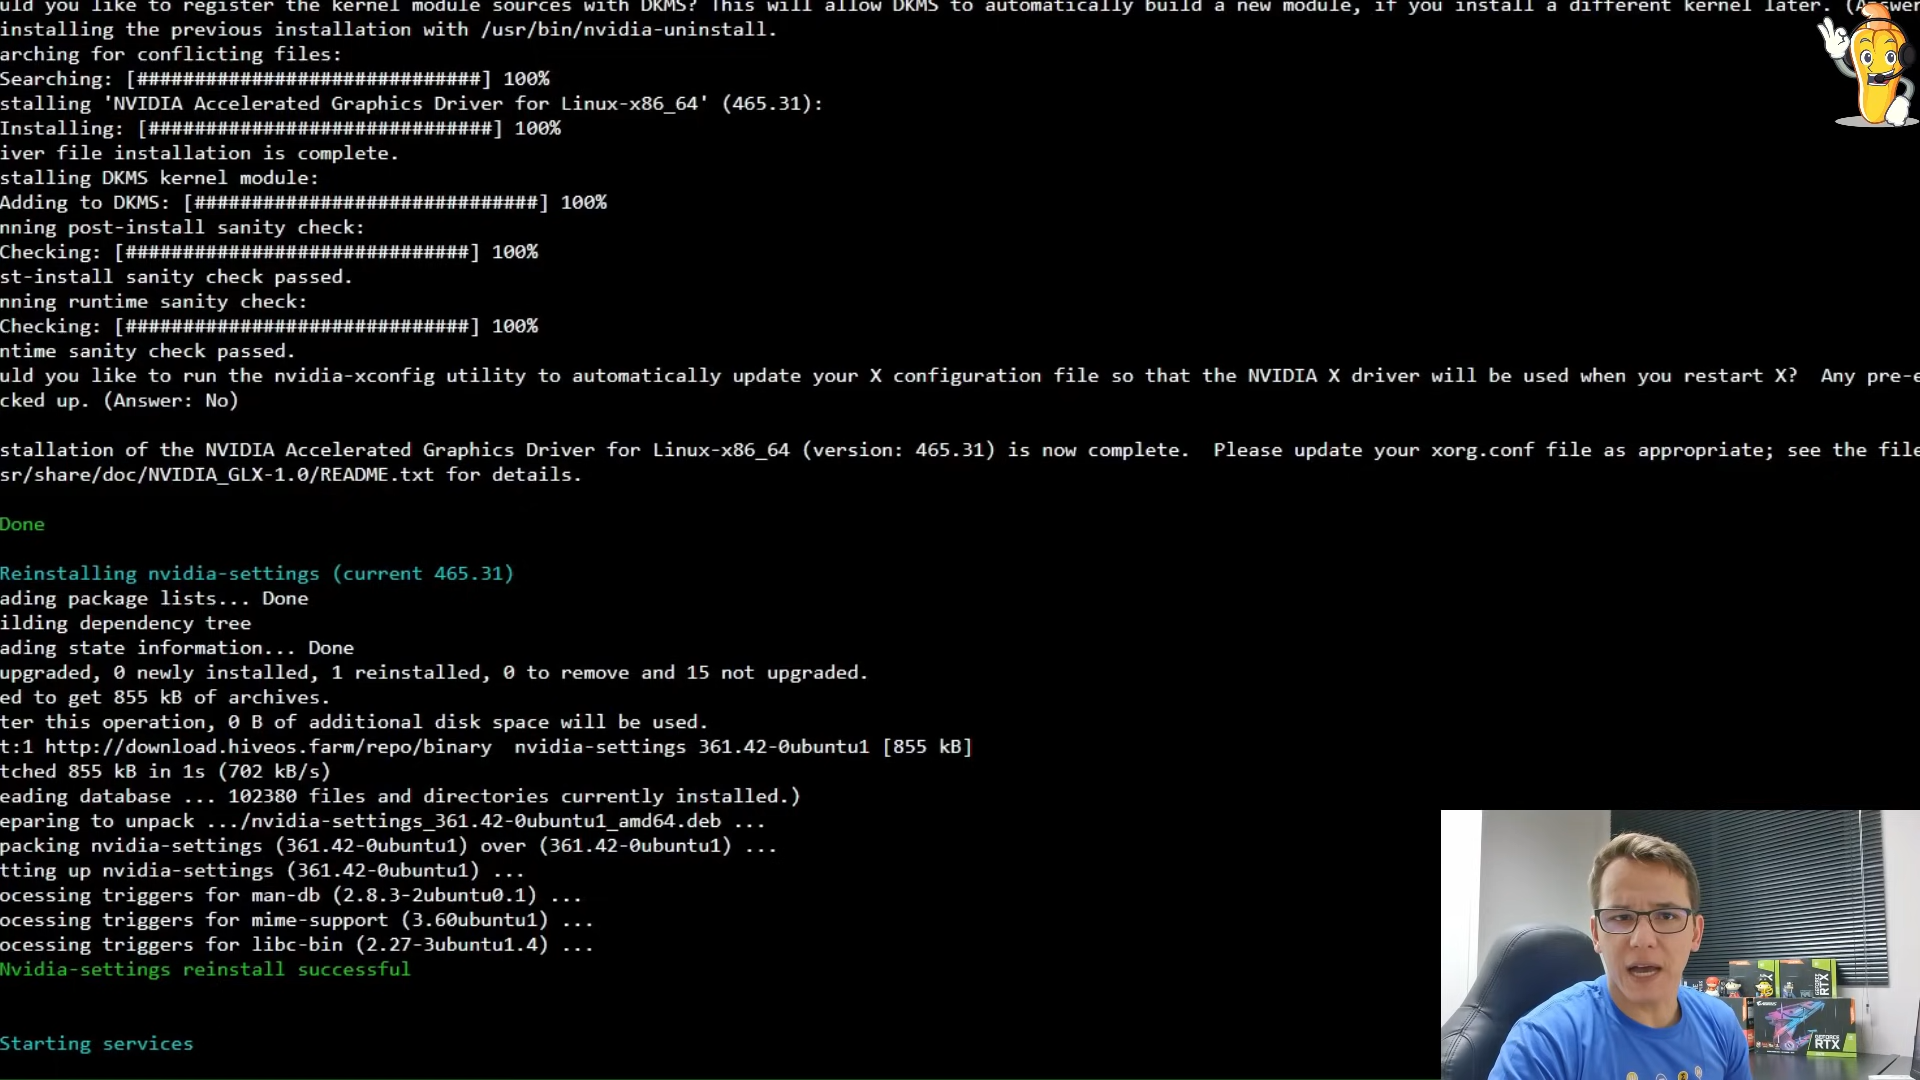 uld you like to register the kernel module sources with DKMS? This will allow DKMS to automatically build a new module, if you install a different kernel later. (Answer
installing the previous installation with /usr/bin/nvidia-uninstall.
arching for conflicting files:
Searching: [##############################] 100%
stalling 'NVIDIA Accelerated Graphics Driver for Linux-x86_64' (465.31):
Installing: [##############################] 100%
iver file installation is complete.
stalling DKMS kernel module:
Adding to DKMS: [##############################] 100%
nning post-install sanity check:
Checking: [##############################] 100%
st-install sanity check passed.
nning runtime sanity check:
Checking: [##############################] 100%
ntime sanity check passed.
uld you like to run the nvidia-xconfig utility to automatically update your X configuration file so that the NVIDIA X driver will be used when you restart X?  Any pre-e
cked up. (Answer: No)
stallation of the NVIDIA Accelerated Graphics Driver for Linux-x86_64 (version: 465.31) is now complete.  Please update your xorg.conf file as appropriate; see the file
sr/share/doc/NVIDIA_GLX-1.0/README.txt for details.
Done
Reinstalling nvidia-settings (current 465.31)
ading package lists... Done
ilding dependency tree
ading state information... Done
upgraded, 0 newly installed, 1 reinstalled, 0 to remove and 15 not upgraded.
ed to get 855 kB of archives.
ter this operation, 0 B of additional disk space will be used.
t:1 http://download.hiveos.farm/repo/binary  nvidia-settings 361.42-0ubuntu1 [855 kB]
tched 855 kB in 1s (702 kB/s)
eading database ... 102380 files and directories currently installed.)
eparing to unpack .../nvidia-settings_361.42-0ubuntu1_amd64.deb ...
packing nvidia-settings (361.42-0ubuntu1) over (361.42-0ubuntu1) ...
tting up nvidia-settings (361.42-0ubuntu1) ...
ocessing triggers for man-db (2.8.3-2ubuntu0.1) ...
ocessing triggers for mime-support (3.60ubuntu1) ...
ocessing triggers for libc-bin (2.27-3ubuntu1.4) ...
Nvidia-settings reinstall successful
Starting services
RTX
RTX